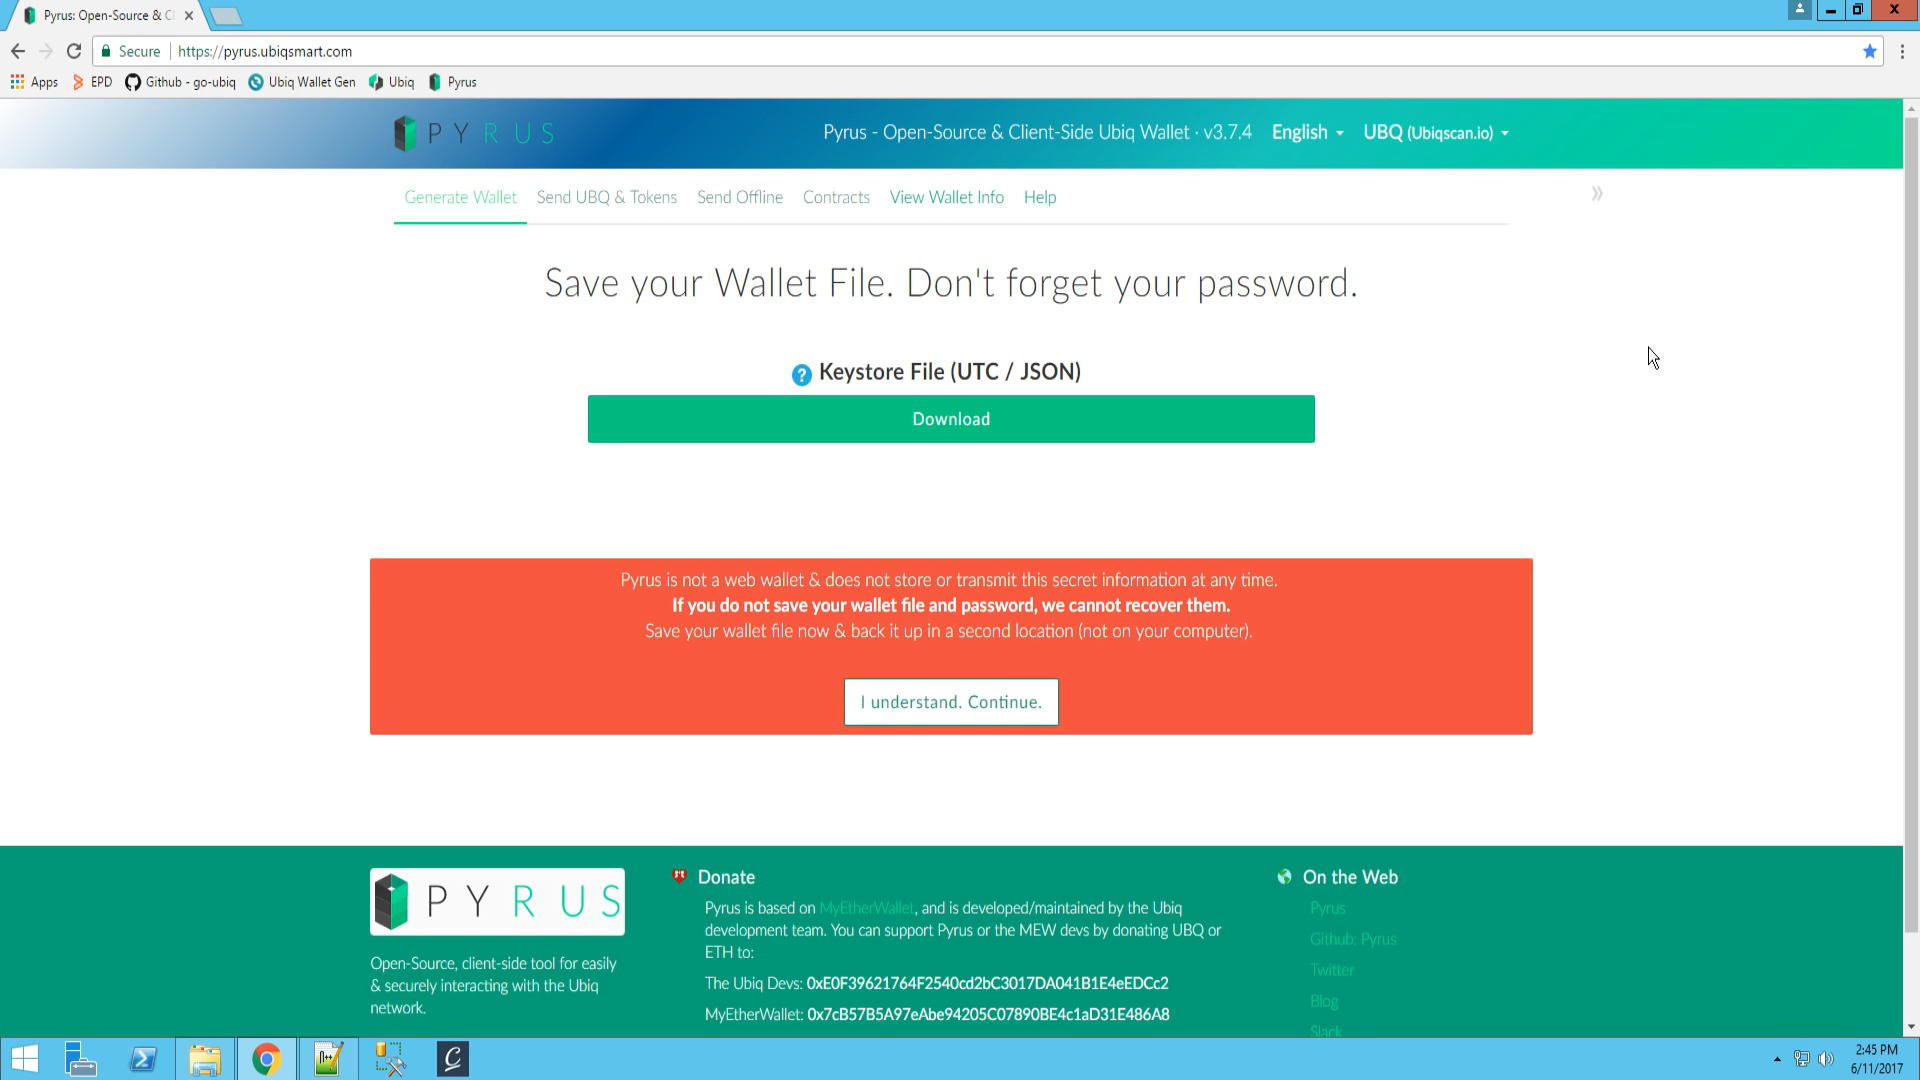 Pyrus: Open-Source & C
Secure https://pyrus.ubiqsmart.com
Apps EPD Github - go-ubiq Ubiq Wallet Gen Ubiq Pyrus
PYRUS
Pyrus - Open-Source & Client-Side Ubiq Wallet · v3.7.4 English UBQ (Ubiqscan.io)
Generate Wallet Send UBQ & Tokens Send Offline Contracts View Wallet Info Help »
Save your Wallet File. Don't forget your password.
? Keystore File (UTC / JSON)
Download
Pyrus is not a web wallet & does not store or transmit this secret information at any time.
If you do not save your wallet file and password, we cannot recover them.
Save your wallet file now & back it up in a second location (not on your computer).
I understand. Continue.
PYRUS
Open-Source, client-side tool for easily
& securely interacting with the Ubiq
network.
Donate
Pyrus is based on MyEtherWallet, and is developed/maintained by the Ubiq
development team. You can support Pyrus or the MEW devs by donating UBQ or
ETH to:
The Ubiq Devs: 0xE0F39621764F2540cd2bC3017DA041B1E4eEDCc2
MyEtherWallet: 0x7cB57B5A97eAbe94205C07890BE4c1aD31E486A8
On the Web
Pyrus
Github: Pyrus
Twitter
Blog
Slack
2:45 PM
6/11/2017